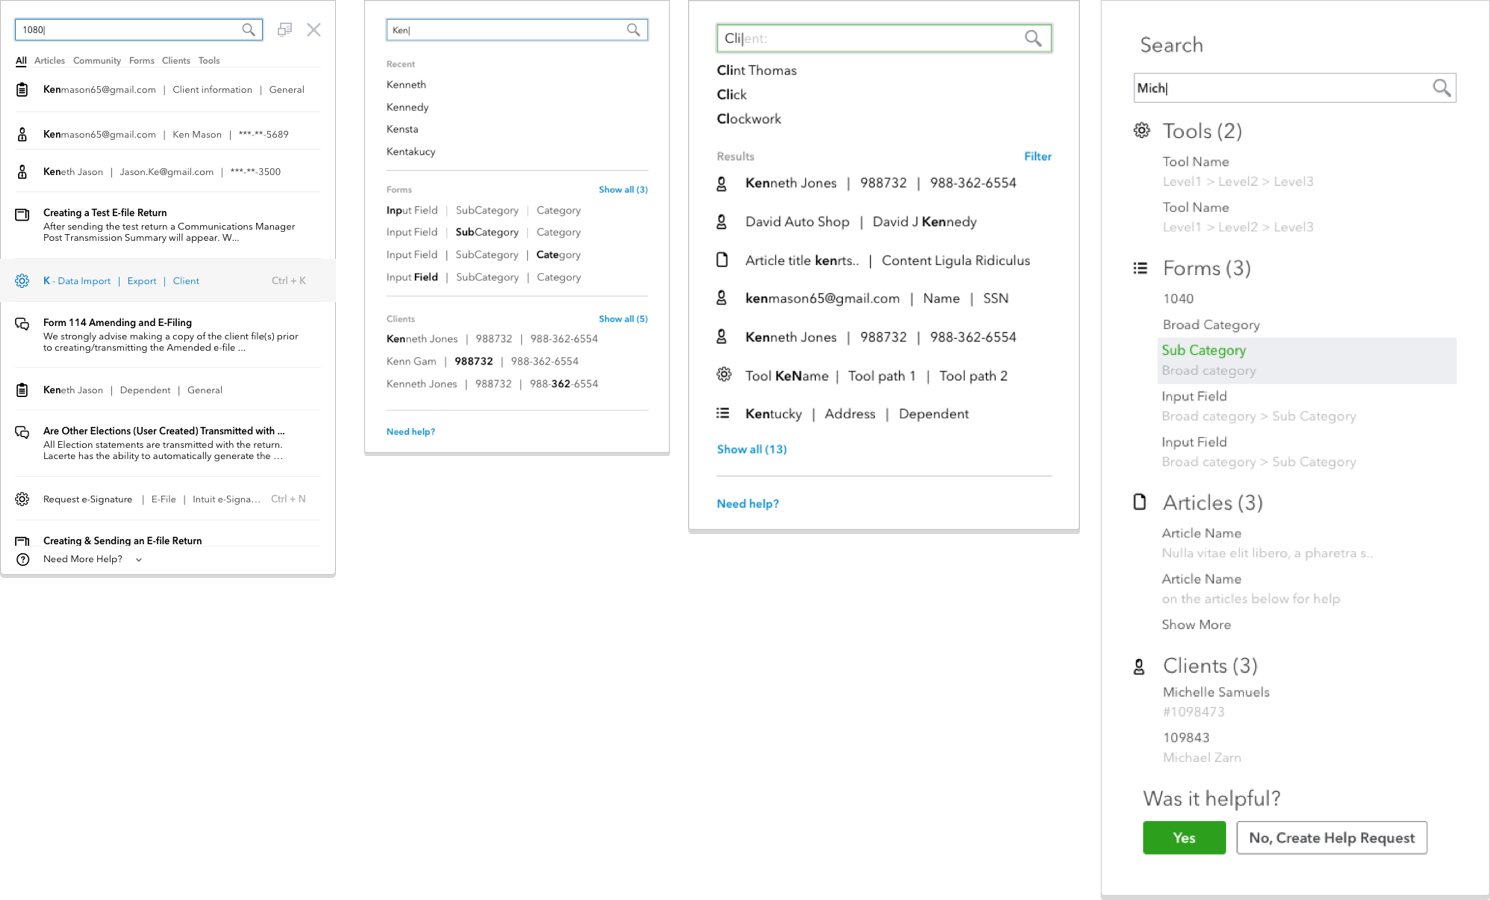 1080|
All Articles Community Forms Clients Tools
Kenmason65@gmail.com | Client information | General
Kenmason65@gmail.com | Ken Mason | ***-**-5689
Keneth Jason | Jason.Ke@gmail.com | ***-**-3500
Creating a Test E-file Return
After sending the test return a Communications Manager
Post Transmission Summary will appear. W...
K - Data Import | Export | Client Ctrl + K
Form 114 Amending and E-Filing
We strongly advise making a copy of the client file(s) prior
to creating/transmitting the Amended e-file ...
Keneth Jason | Dependent | General
Are Other Elections (User Created) Transmitted with ...
All Election statements are transmitted with the return.
Lacerte has the ability to automatically generate the ...
Request e-Signature | E-File | Intuit e-Signa... Ctrl + N
Creating & Sending an E-file Return
Need More Help?
Ken|
Recent
Kenneth
Kennedy
Kensta
Kentakucy
Forms Show all (3)
Input Field | SubCategory | Category
Input Field | SubCategory | Category
Input Field | SubCategory | Category
Input Field | SubCategory | Category
Clients Show all (5)
Kenneth Jones | 988732 | 988-362-6554
Kenn Gam | 988732 | 988-362-6554
Kenneth Jones | 988732 | 988-362-6554
Need help?
Cli|ent:
Clint Thomas
Click
Clockwork
Results Filter
Kenneth Jones | 988732 | 988-362-6554
David Auto Shop | David J Kennedy
Article title kenrts.. | Content Ligula Ridiculus
kenmason65@gmail.com | Name | SSN
Kenneth Jones | 988732 | 988-362-6554
Tool KeName | Tool path 1 | Tool path 2
Kentucky | Address | Dependent
Show all (13)
Need help?
Search
Mich|
Tools (2)
Tool Name
Level1 > Level2 > Level3
Tool Name
Level1 > Level2 > Level3
Forms (3)
1040
Broad Category
Sub Category
Broad category
Input Field
Broad category > Sub Category
Input Field
Broad category > Sub Category
Articles (3)
Article Name
Nulla vitae elit libero, a pharetra s..
Article Name
on the articles below for help
Show More
Clients (3)
Michelle Samuels
#1098473
109843
Michael Zarn
Was it helpful?
Yes
No, Create Help Request